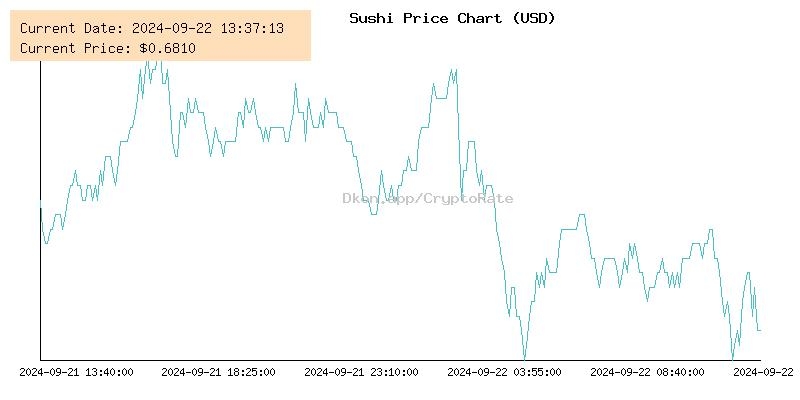 Sushi Price Chart (USD)
Current Date: 2024-09-22 13:37:13
Current Price: $0.6810
Dkon.app/CryptoRate
2024-09-21 13:40:00 2024-09-21 18:25:00 2024-09-21 23:10:00 2024-09-22 03:55:00 2024-09-22 08:40:00 2024-09-22